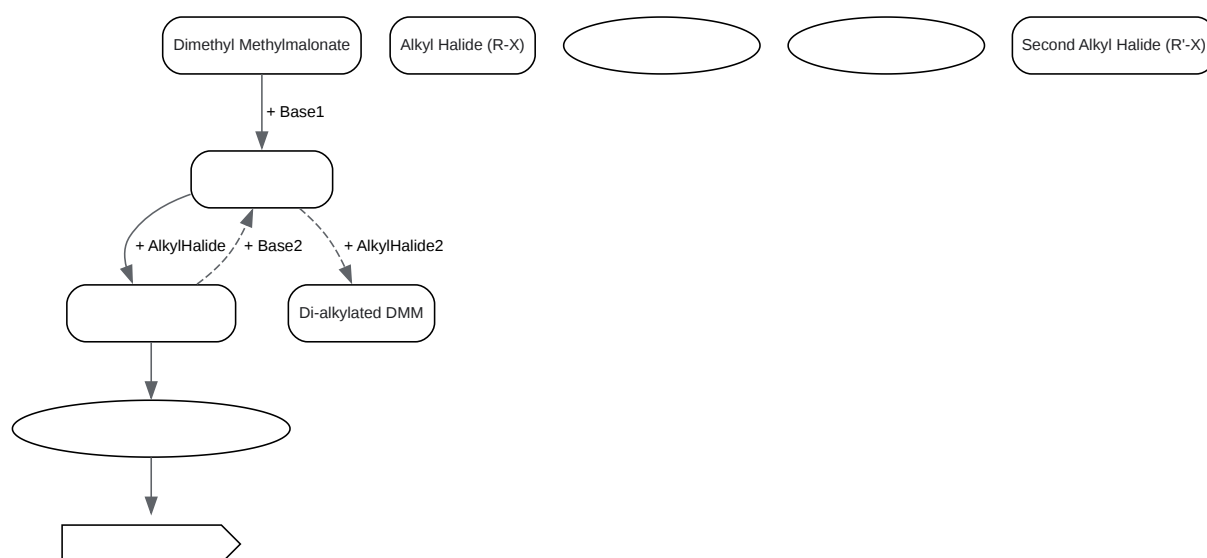 Dimethyl Methylmalonate
Alkyl Halide (R-X)
Second Alkyl Halide (R'-X)
+ Base1
+ AlkylHalide
+ Base2
+ AlkylHalide2
Di-alkylated DMM